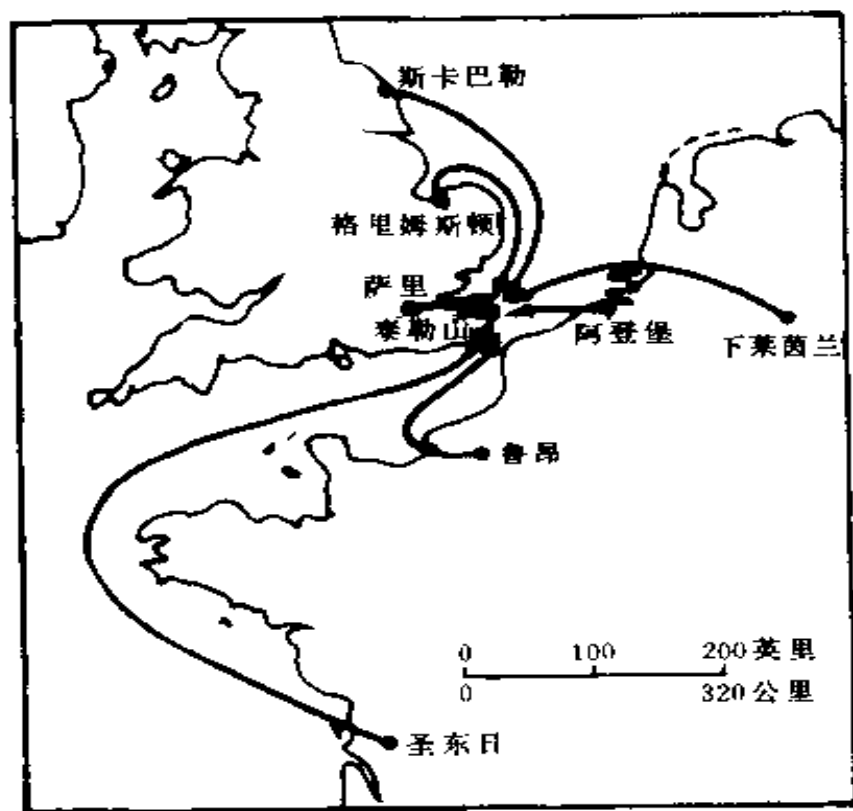 斯卡巴勒
格里姆斯顿
萨里
泰勒山
阿登堡
下莱茵兰
鲁昂
0 100 200英里
0 320公里
圣东日